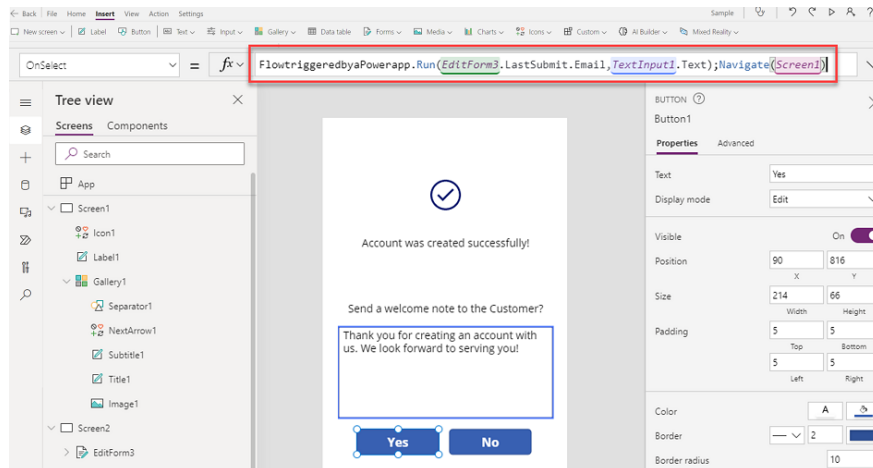 Back File Home Insert View Action Settings Sample
New screen Label Button Text Input Gallery Data table Forms Media Charts Icons Custom AI Builder Mixed Reality
OnSelect = fx FlowtriggeredbyaPowerapp.Run(EditForm3.LastSubmit.Email,TextInput1.Text);Navigate(Screen1)
Tree view
Screens Components
Search
App
Screen1
Icon1
Label1
Gallery1
Separator1
NextArrow1
Subtitle1
Title1
Image1
Screen2
EditForm3
Account was created successfully!
Send a welcome note to the Customer?
Thank you for creating an account with
us. We look forward to serving you!
Yes No
BUTTON ?
Button1
Properties Advanced
Text Yes
Display mode Edit
Visible On
Position 90 816
X Y
Size 214 66
Width Height
Padding 5 5
Top Bottom
5 5
Left Right
Color A
Border 2
Border radius 10